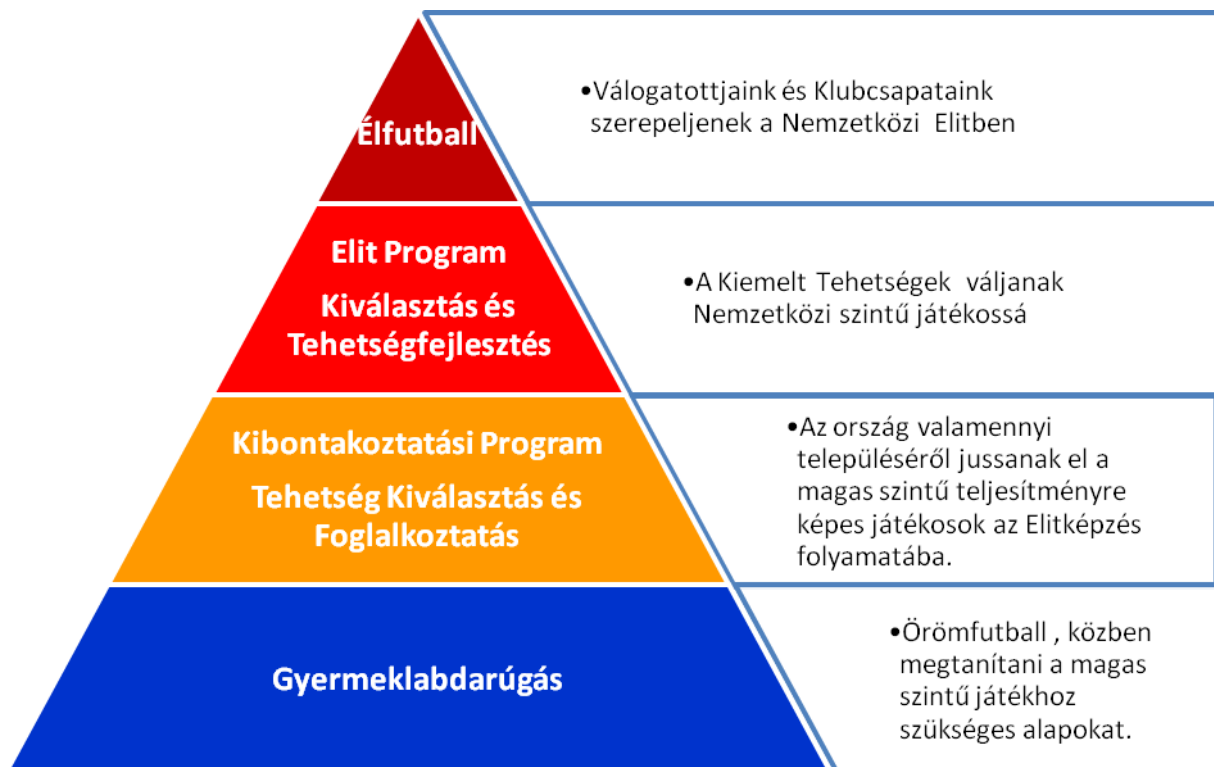 Élfutball
•Válogatottjaink és Klubcsapataink
szerepeljenek a Nemzetközi Elitben
Elit Program
Kiválasztás és
Tehetségfejlesztés
•A Kiemelt Tehetségek váljanak
Nemzetközi szintű játékossá
Kibontakoztatási Program
Tehetség Kiválasztás és
Foglalkoztatás
•Az ország valamennyi
településéről jussanak el a
magas szintű teljesítményre
képes játékosok az Elitképzés
folyamatába.
Gyermeklabdarúgás
•Örömfutball , közben
megtanítani a magas
szintű játékhoz
szükséges alapokat.